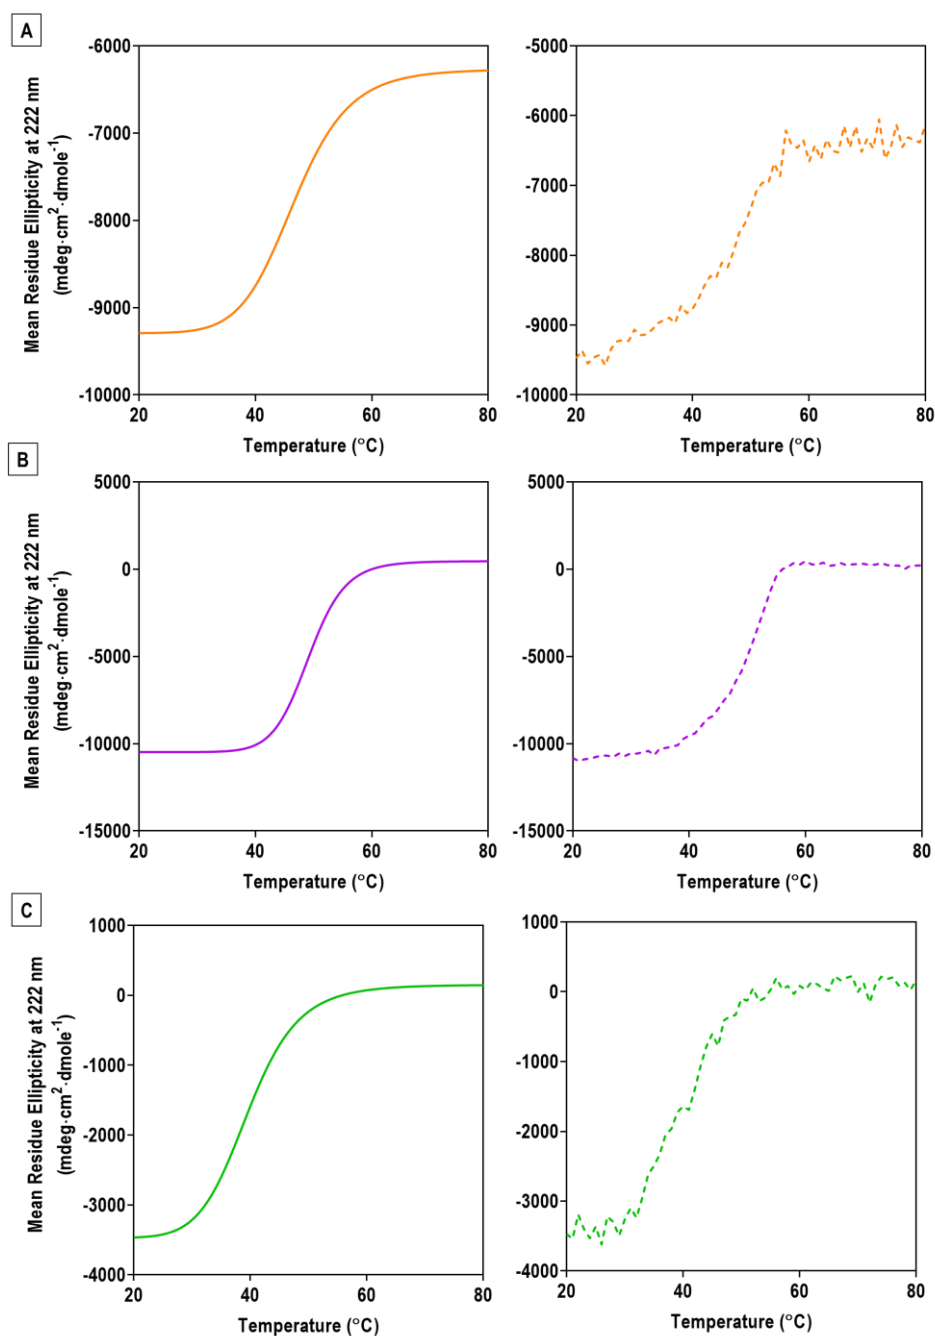 A
Mean Residue Ellipticity at 222 nm
(mdeg·cm²·dmole⁻¹)
-6000
-7000
-8000
-9000
-10000
20 40 60 80
Temperature (°C)
-5000
-6000
-7000
-8000
-9000
-10000
20 40 60 80
Temperature (°C)
B
Mean Residue Ellipticity at 222 nm
(mdeg·cm²·dmole⁻¹)
5000
0
-5000
-10000
-15000
20 40 60 80
Temperature (°C)
5000
0
-5000
-10000
-15000
20 40 60 80
Temperature (°C)
C
Mean Residue Ellipticity at 222 nm
(mdeg·cm²·dmole⁻¹)
1000
0
-1000
-2000
-3000
-4000
20 40 60 80
Temperature (°C)
1000
0
-1000
-2000
-3000
-4000
20 40 60 80
Temperature (°C)